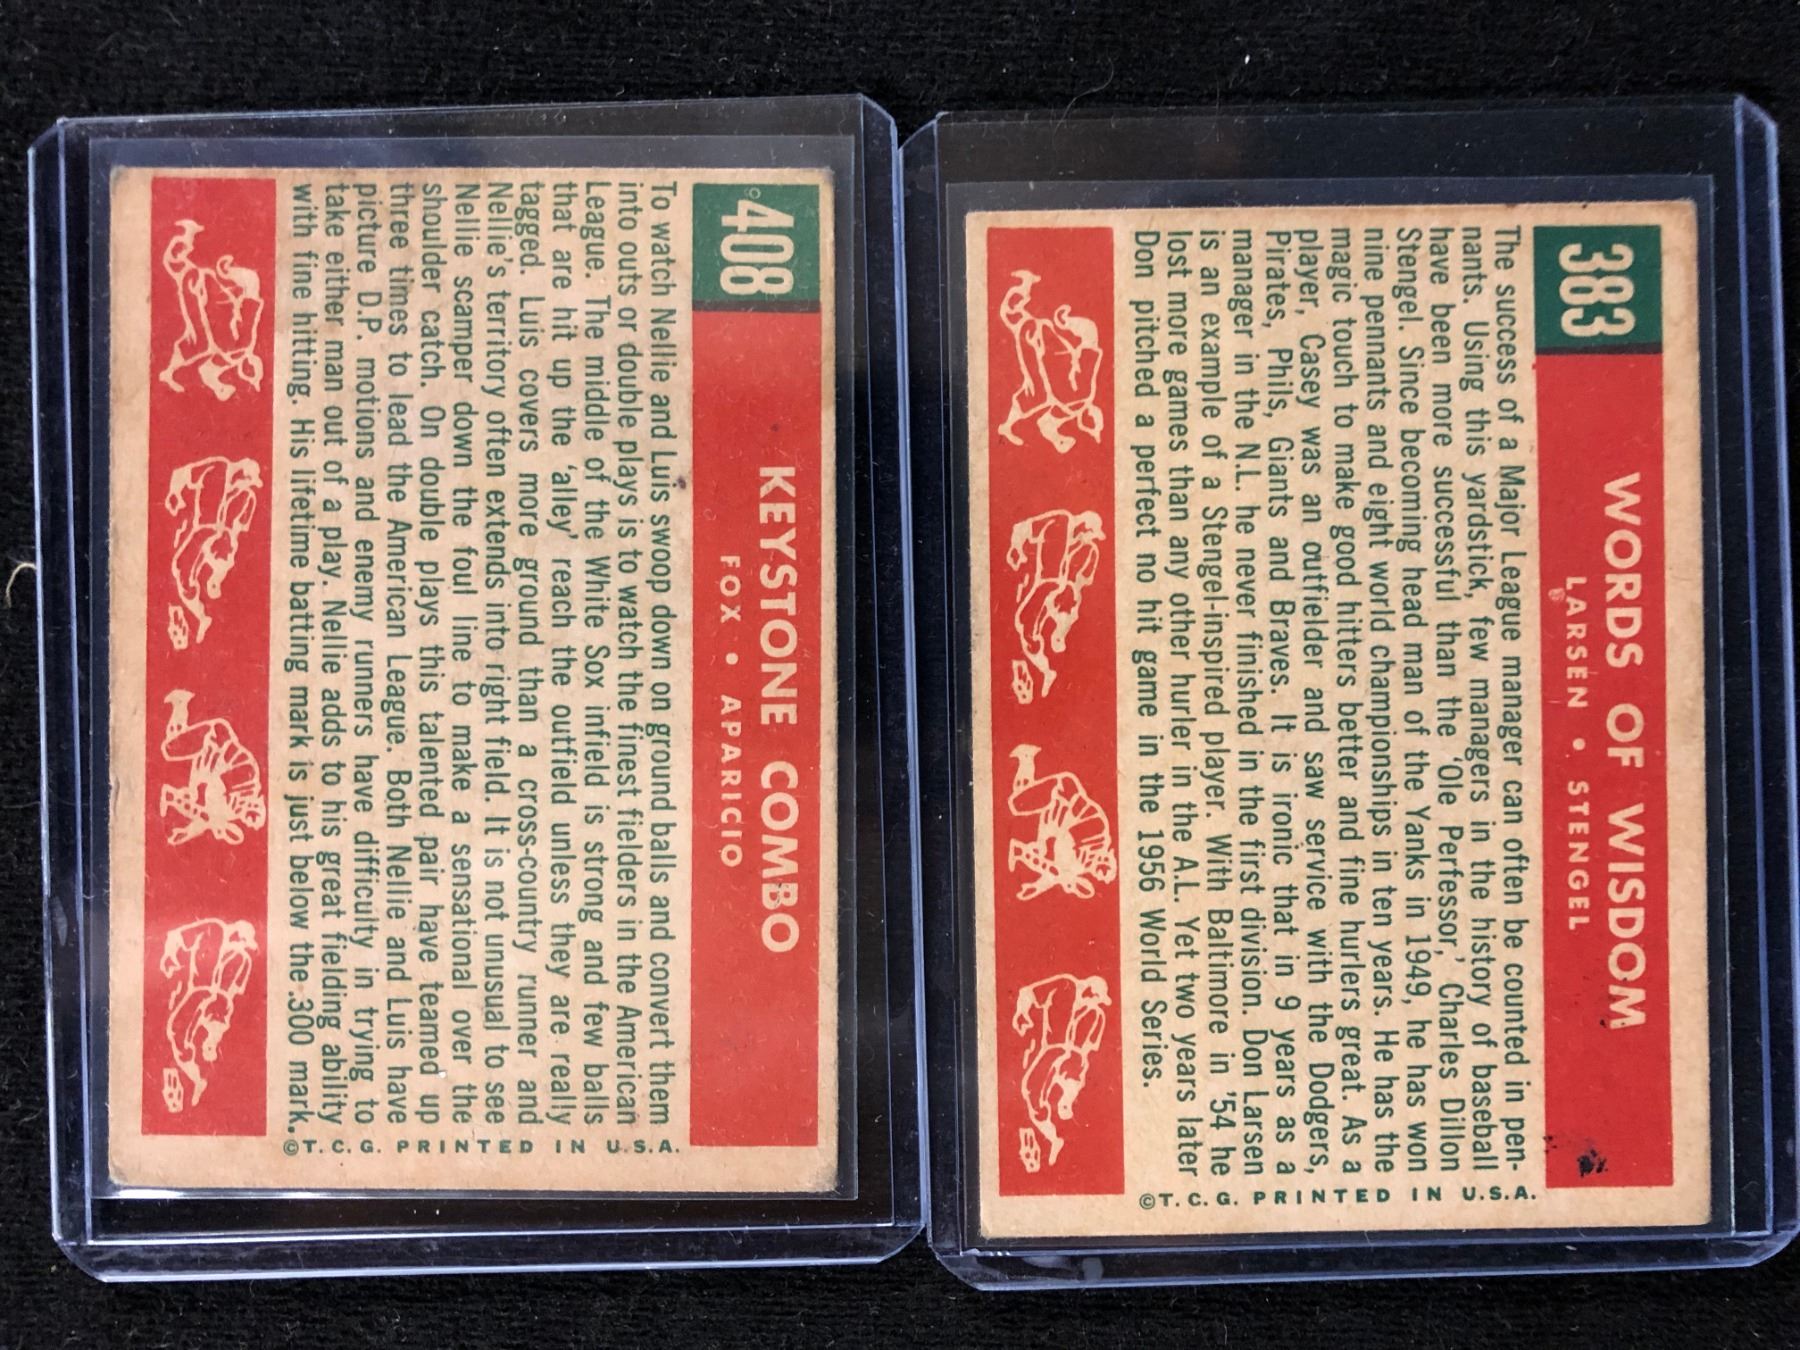 383
WORDS OF WISDOM
LARSEN • STENGEL
The success of a Major League manager can often be counted in pen-
nants. Using this yardstick, few managers in the history of baseball
have been more successful than the 'Ole Perfessor,' Charles Dillon
Stengel. Since becoming head man of the Yanks in 1949, he has won
nine pennants and eight world championships in ten years. He has the
magic touch to make good hitters better and fine hurlers great. As a
player, Casey was an outfielder and saw service with the Dodgers,
Pirates, Phils, Giants and Braves. It is ironic that in 9 years as a
manager in the N.L. he never finished in the first division. Don Larsen
is an example of a Stengel-inspired player. With Baltimore in '54 he
lost more games than any other hurler in the A.L. Yet two years later
Don pitched a perfect no hit game in the 1956 World Series.
©T.C.G. PRINTED IN U.S.A.
408
KEYSTONE COMBO
FOX • APARICIO
To watch Nellie and Luis swoop down on ground balls and convert them
into outs or double plays is to watch the finest fielders in the American
League. The middle of the White Sox infield is strong and few balls
that are hit up the 'alley' reach the outfield unless they are really
tagged. Luis covers more ground than a cross-country runner and
Nellie's territory often extends into right field. It is not unusual to see
Nellie scamper down the foul line to make a sensational over the
shoulder catch. On double plays this talented pair have teamed up
three times to lead the American League. Both Nellie and Luis have
picture D.P. motions and enemy runners have difficulty in trying to
take either man out of a play. Nellie adds to his great fielding ability
with fine hitting. His lifetime batting mark is just below the .300 mark.
©T.C.G. PRINTED IN U.S.A.